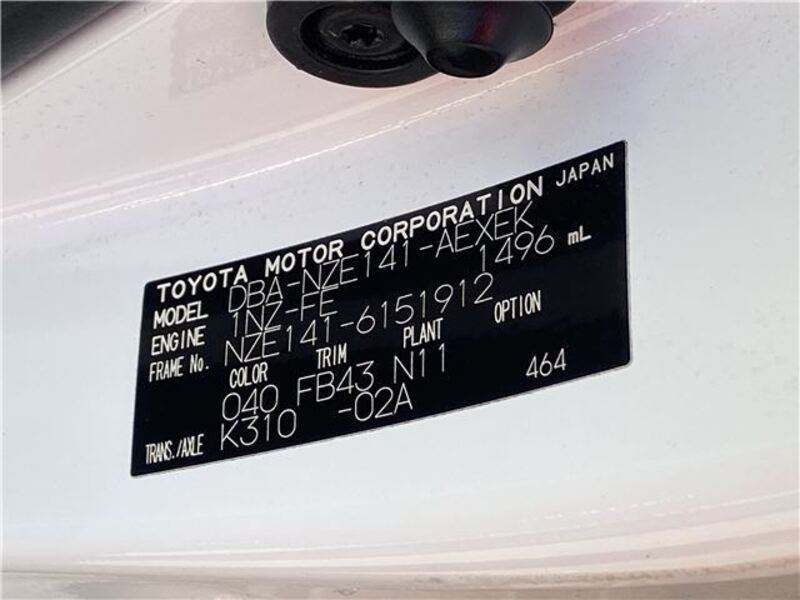 TOYOTA MOTOR CORPORATION JAPAN
MODEL DBA-NZE141-AEXEK
ENGINE 1NZ-FE 1496 mL
FRAME No. NZE141-6151912
COLOR TRIM PLANT OPTION
040 FB43 N11
TRANS./AXLE K310 -02A 464